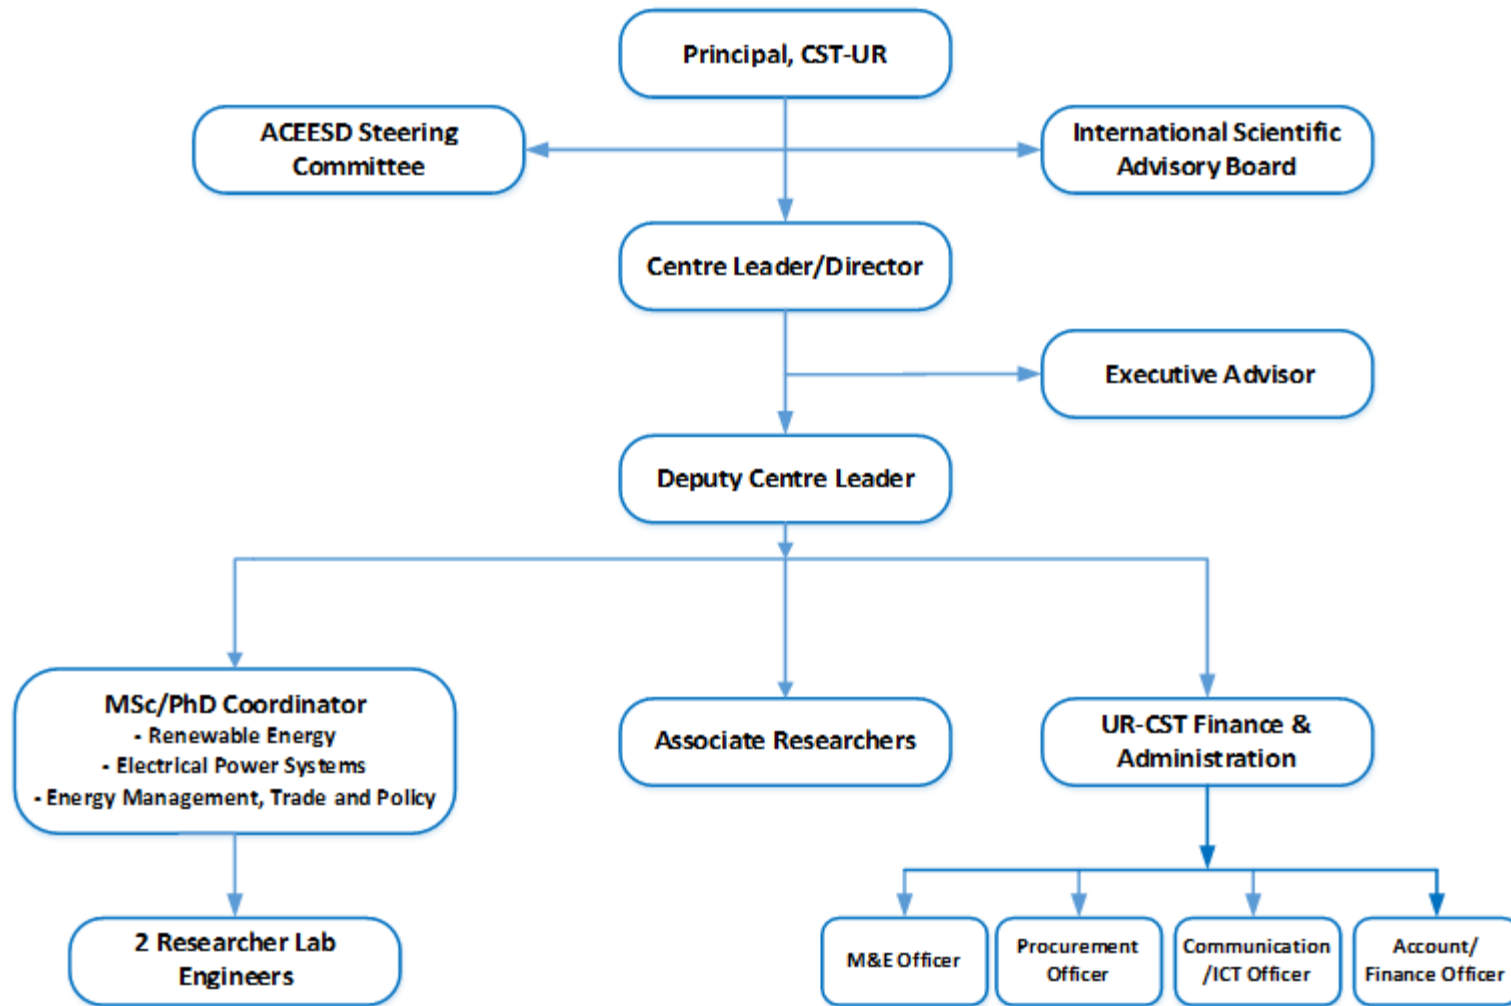 Principal, CST-UR
ACEESD Steering
Committee
International Scientific
Advisory Board
Centre Leader/Director
Executive Advisor
Deputy Centre Leader
MSc/PhD Coordinator
- Renewable Energy
- Electrical Power Systems
- Energy Management, Trade and Policy
Associate Researchers
UR-CST Finance &
Administration
2 Researcher Lab
Engineers
M&E Officer
Procurement
Officer
Communication
/ICT Officer
Account/
Finance Officer